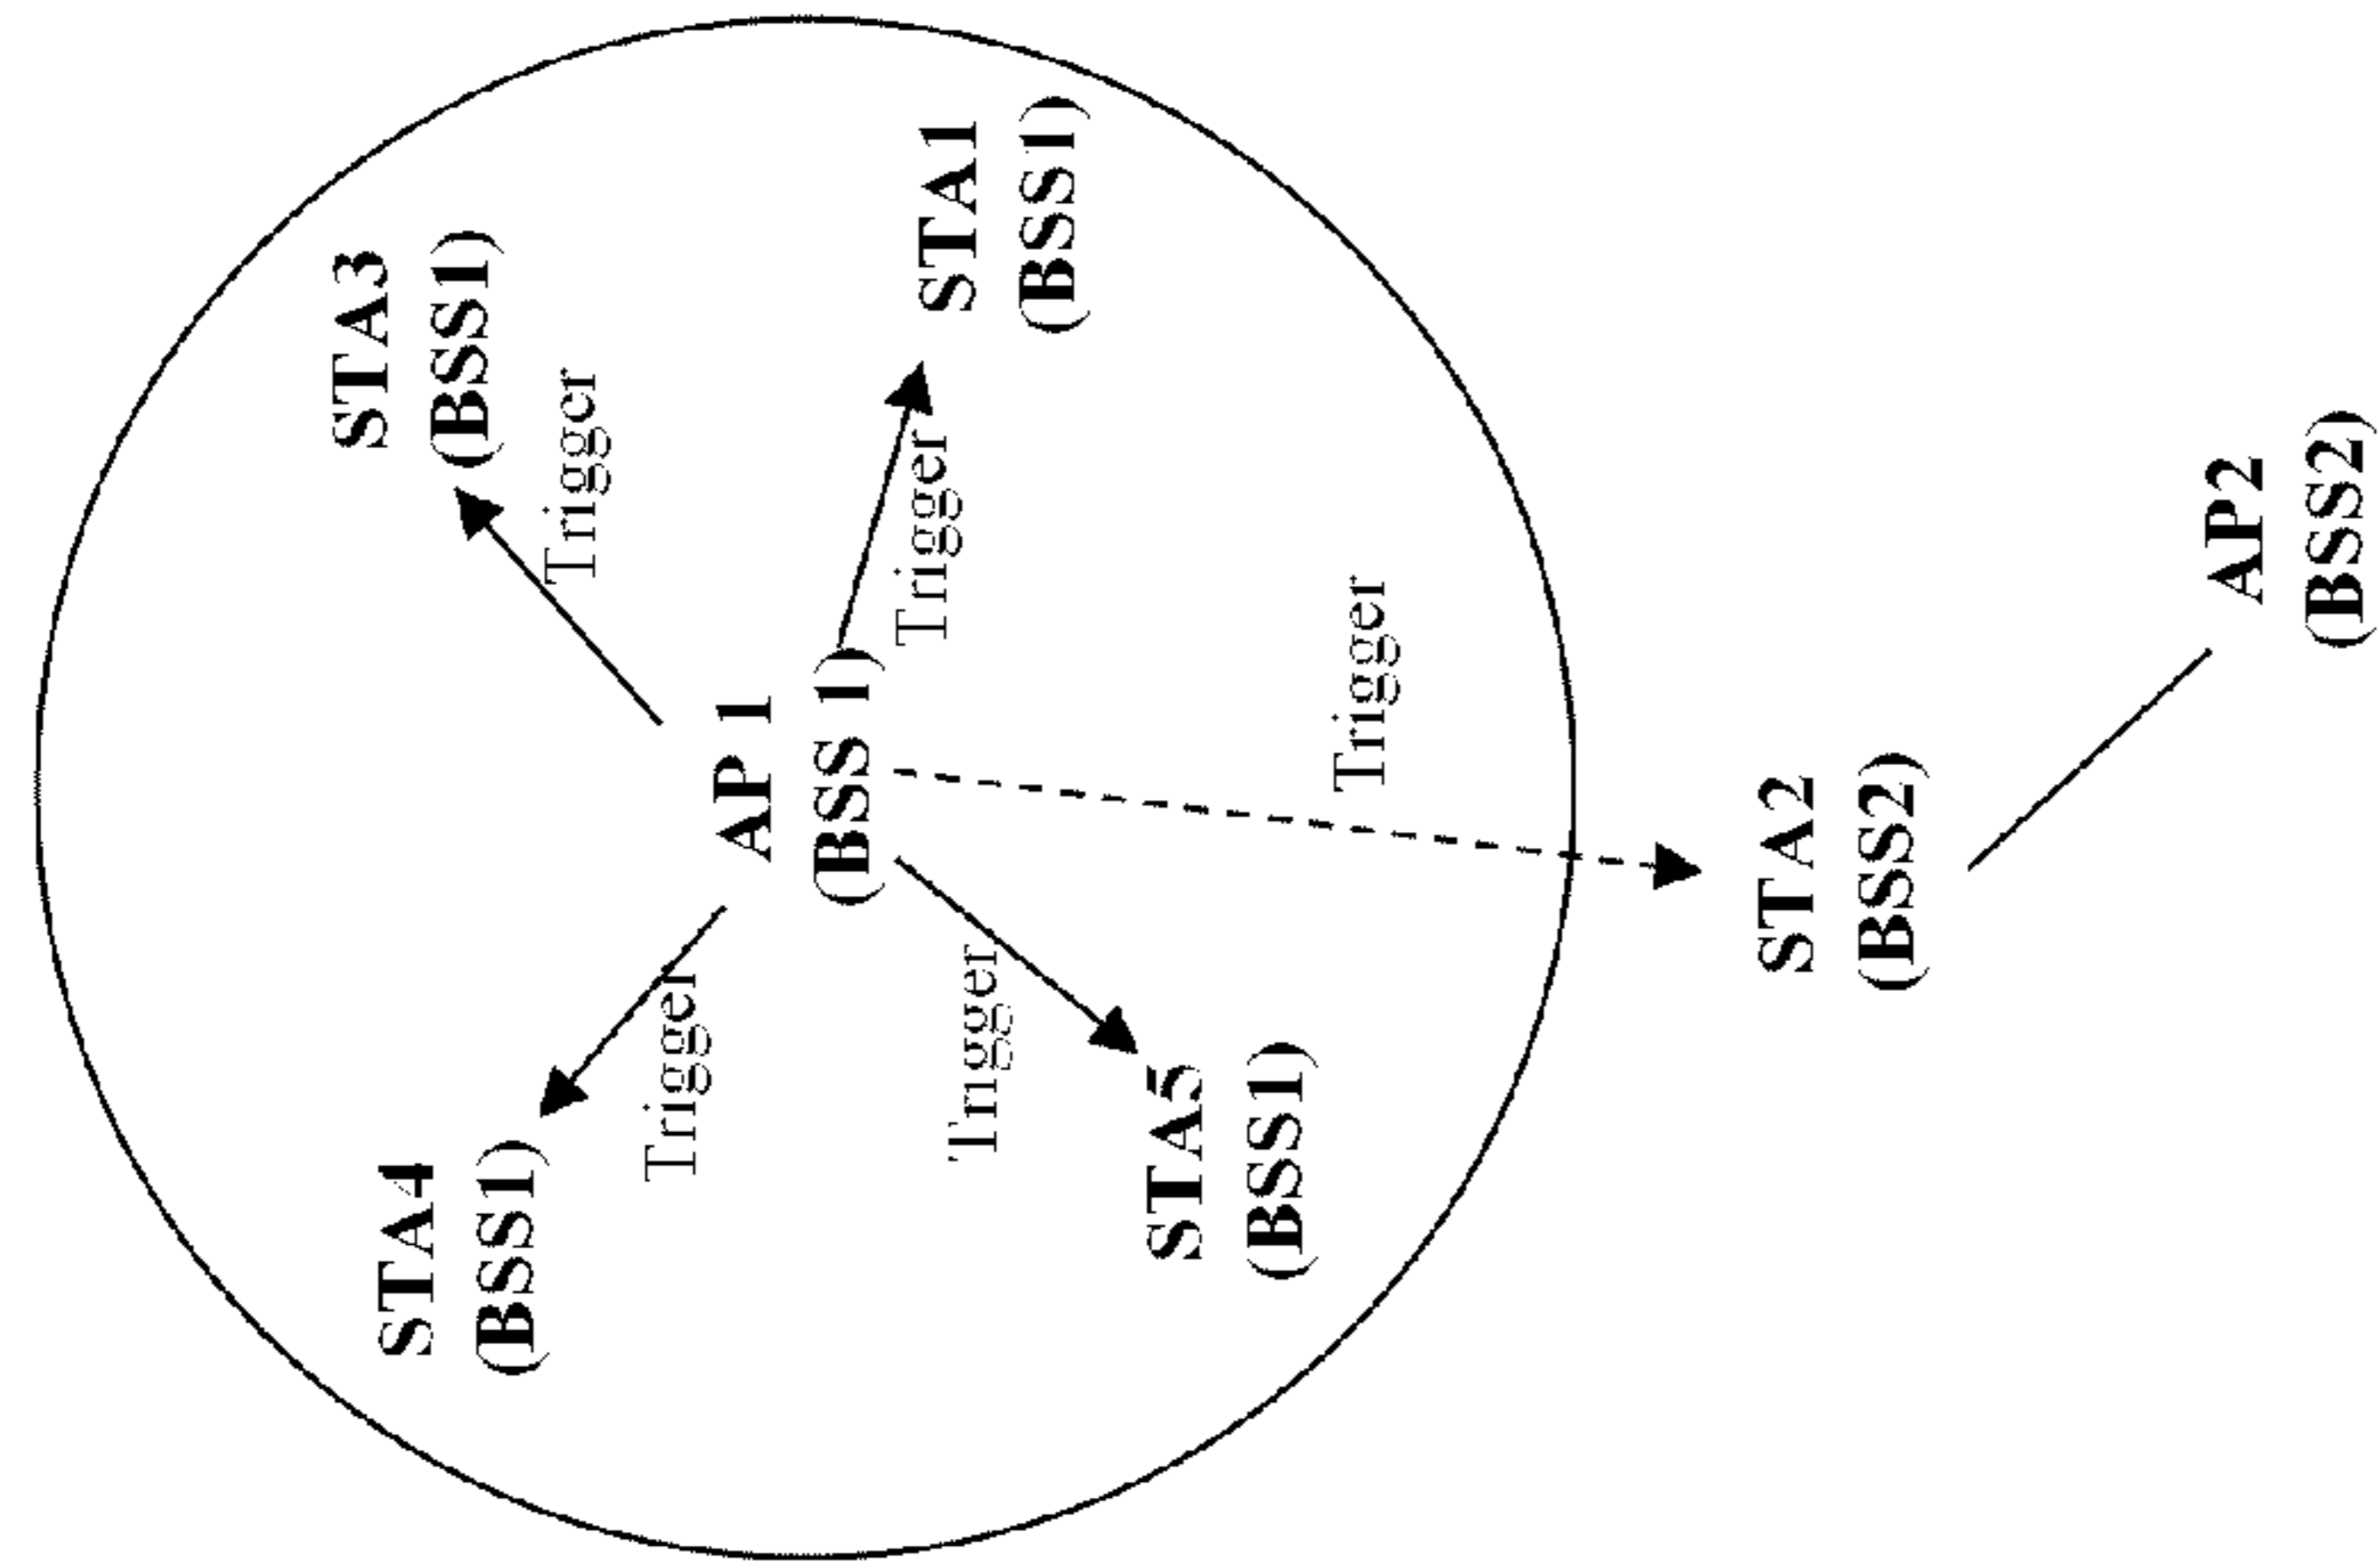 STA3
(BSS1)
STA4
(BSS1)
Trigger
Trigger
AP 1
(BSS 1)
Trigger
STA1
(BSS1)
Trigger
STA5
(BSS1)
Trigger
STA2
(BSS2)
AP2
(BSS2)